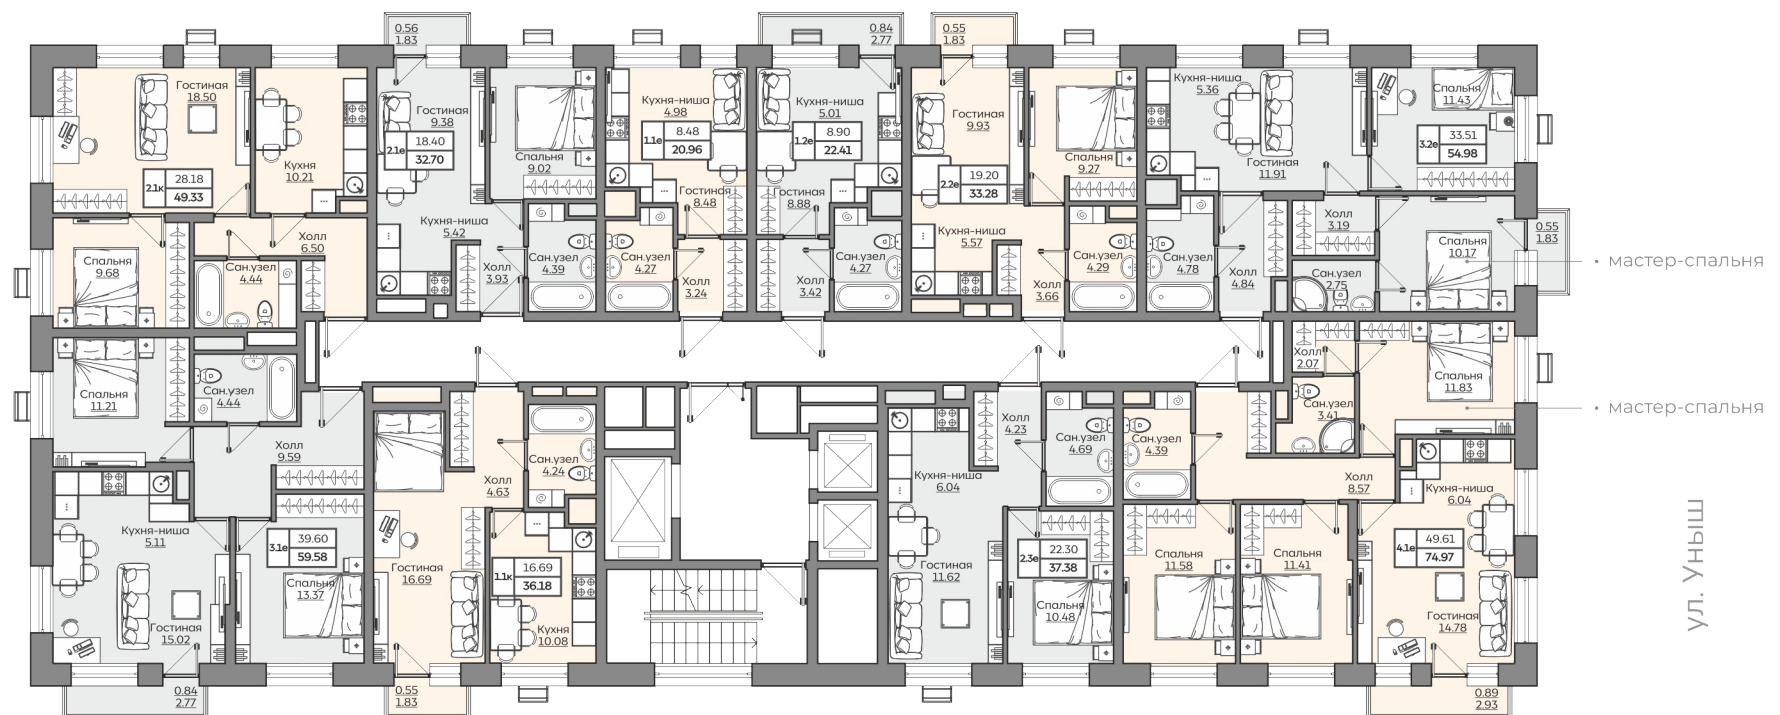 0.56
1.83
0.84
2.77
0.55
1.83
Гостиная
18.50
Кухня
10.21
2.1к
28.18
49.33
Холл
6.50
Спальня
9.68
Сан.узел
4.44
Гостиная
9.38
2.1е
18.40
32.70
Спальня
9.02
Кухня-ниша
5.42
Холл
3.93
Сан.узел
4.39
Кухня-ниша
4.98
1.1е
8.48
20.96
Гостиная
8.48
Сан.узел
4.27
Холл
3.24
Кухня-ниша
5.01
1.2е
8.90
22.41
Гостиная
8.88
Сан.узел
4.27
Холл
3.42
Гостиная
9.93
Спальня
9.27
2.2е
19.20
33.28
Кухня-ниша
5.57
Холл
3.66
Сан.узел
4.29
Кухня-ниша
5.36
Гостиная
11.91
Спальня
11.43
3.2е
33.51
54.98
Сан.узел
4.78
Холл
4.84
Холл
3.19
Сан.узел
2.75
Спальня
10.17
0.55
1.83
• мастер-спальня
Спальня
11.21
Сан.узел
4.44
Холл
9.59
Кухня-ниша
5.11
3.1е
39.60
59.58
Спальня
13.37
Гостиная
15.02
0.84
2.77
Сан.узел
4.24
Холл
4.63
Гостиная
16.69
1.1к
16.69
36.18
Кухня
10.08
0.55
1.83
Холл
4.23
Сан.узел
4.69
Кухня-ниша
6.04
2.3е
22.30
37.38
Гостиная
11.62
Спальня
10.48
Холл
2.07
Спальня
11.83
Сан.узел
3.41
• мастер-спальня
Сан.узел
4.39
Холл
8.57
Кухня-ниша
6.04
4.1е
49.61
74.97
Спальня
11.58
Спальня
11.41
Гостиная
14.78
0.89
2.93
ул. Уныш